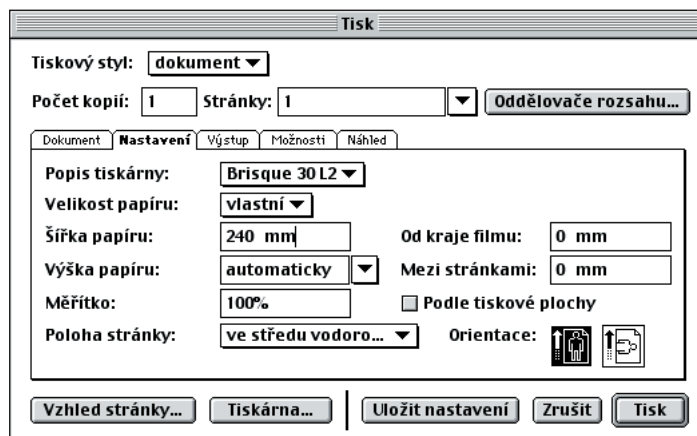 Tisk
Tiskový styl: dokument
Počet kopií: 1 Stránky: 1 Oddělovače rozsahu...
Dokument Nastavení Výstup Možnosti Náhled
Popis tiskárny: Brisque 30 L2
Velikost papíru: vlastní
Šířka papíru: 240 mm Od kraje filmu: 0 mm
Výška papíru: automaticky Mezi stránkami: 0 mm
Měřítko: 100% Podle tiskové plochy
Poloha stránky: ve středu vodoro... Orientace:
Vzhled stránky... Tiskárna... Uložit nastavení Zrušit Tisk